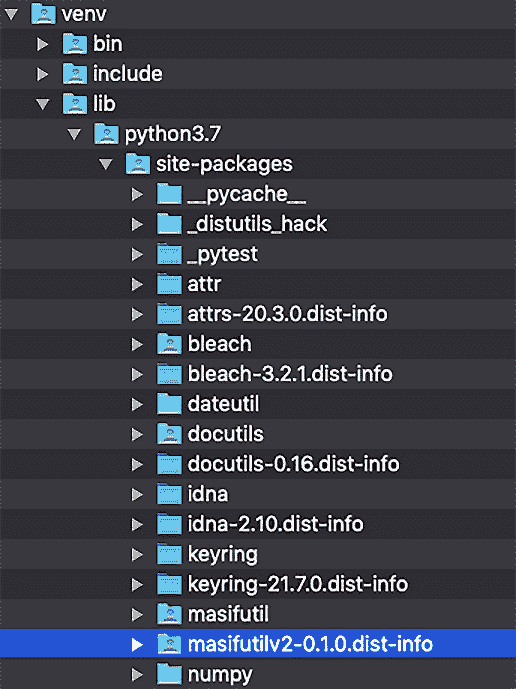 venv
bin
include
lib
python3.7
site-packages
__pycache__
_distutils_hack
_pytest
attr
attrs-20.3.0.dist-info
bleach
bleach-3.2.1.dist-info
dateutil
docutils
docutils-0.16.dist-info
idna
idna-2.10.dist-info
keyring
keyring-21.7.0.dist-info
masifutil
masifutilv2-0.1.0.dist-info
numpy